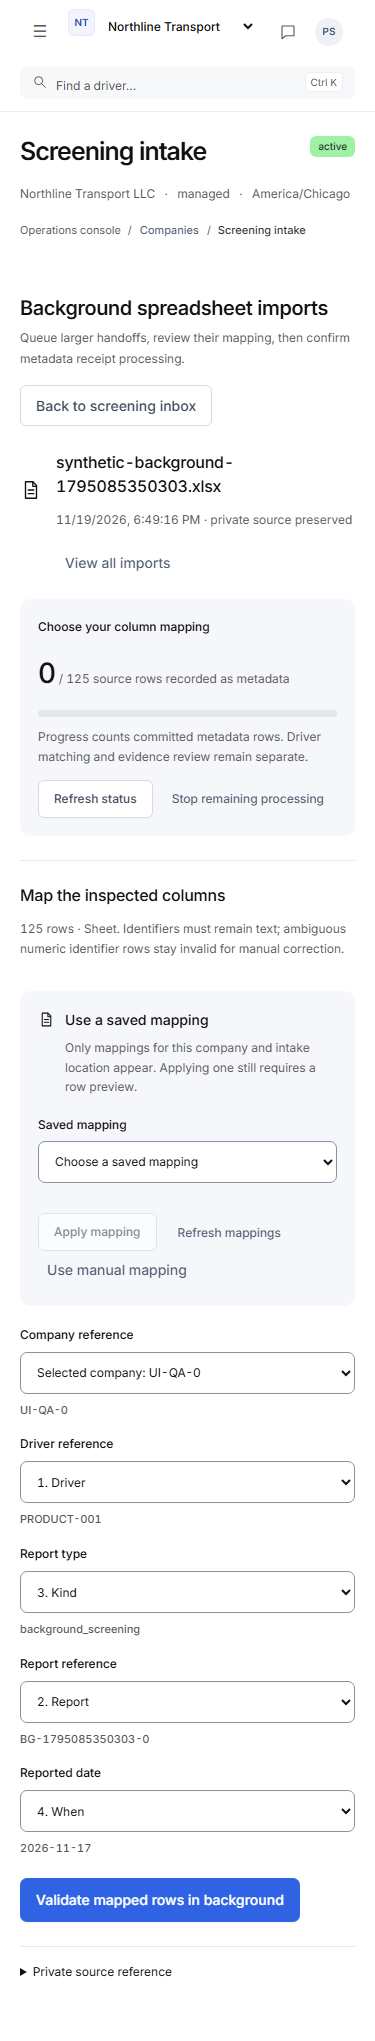 NT
Northline Transport
PS
Find a driver...
Ctrl K
Screening intake
active
Northline Transport LLC · managed · America/Chicago
Operations console / Companies / Screening intake
Background spreadsheet imports
Queue larger handoffs, review their mapping, then confirm
metadata receipt processing.
Back to screening inbox
synthetic-background-
1795085350303.xlsx
11/19/2026, 6:49:16 PM · private source preserved
View all imports
Choose your column mapping
0 / 125 source rows recorded as metadata
Progress counts committed metadata rows. Driver
matching and evidence review remain separate.
Refresh status
Stop remaining processing
Map the inspected columns
125 rows · Sheet. Identifiers must remain text; ambiguous
numeric identifier rows stay invalid for manual correction.
Use a saved mapping
Only mappings for this company and intake
location appear. Applying one still requires a
row preview.
Saved mapping
Choose a saved mapping
Apply mapping
Refresh mappings
Use manual mapping
Company reference
Selected company: UI-QA-0
UI-QA-0
Driver reference
1. Driver
PRODUCT-001
Report type
3. Kind
background_screening
Report reference
2. Report
BG-1795085350303-0
Reported date
4. When
2026-11-17
Validate mapped rows in background
Private source reference